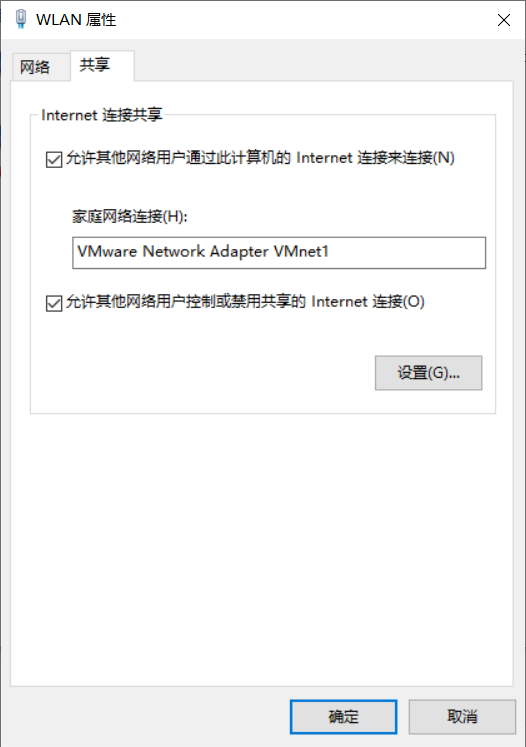 WLAN 属性
网络
共享
Internet 连接共享
允许其他网络用户通过此计算机的 Internet 连接来连接(N)
家庭网络连接(H):
VMware Network Adapter VMnet1
允许其他网络用户控制或禁用共享的 Internet 连接(O)
设置(G)...
确定
取消